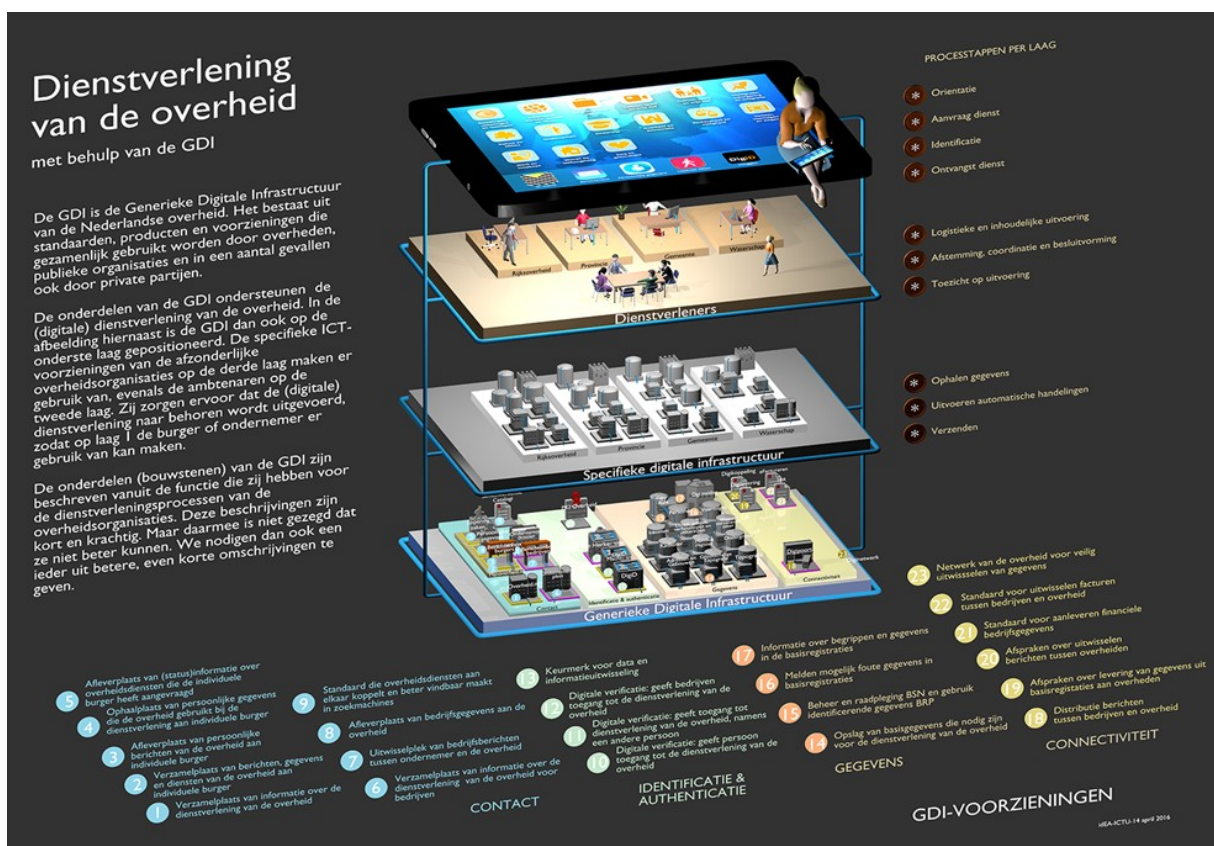 Dienstverlening
van de overheid
met behulp van de GDI
De GDI is de Generieke Digitale Infrastructuur
van de Nederlandse overheid. Het bestaat uit
standaarden, producten en voorzieningen die
gezamenlijk gebruikt worden door overheden,
publieke organisaties en in een aantal gevallen
ook door private partijen.
De onderdelen van de GDI ondersteunen de
(digitale) dienstverlening van de overheid. In de
afbeelding hiernaast is de GDI dan ook op de
onderste laag gepositioneerd. De specifieke ICT-
voorzieningen van de afzonderlijke
overheidsorganisaties op de derde laag maken er
gebruik van, evenals de ambtenaren op de
tweede laag. Zij zorgen ervoor dat de (digitale)
dienstverlening naar behoren wordt uitgevoerd,
zodat op laag 1 de burger of ondernemer er
gebruik van kan maken.
De onderdelen (bouwstenen) van de GDI zijn
beschreven vanuit de functie die zij hebben voor
de dienstverleningsprocessen van de
overheidsorganisaties. Deze beschrijvingen zijn
kort en krachtig. Maar daarmee is niet gezegd dat
ze niet beter kunnen. We nodigen dan ook een
ieder uit betere, even korte omschrijvingen te
geven.
DigiD
Rijksoverheid
Provincie
Gemeente
Waterschap
Dienstverleners
Rijksoverheid
Provincie
Gemeente
Waterschap
Specifieke digitale infrastructuur
Digikoppeling
DigiD
Contact
Identificatie & authenticatie
Gegevens
Connectiviteit
Generieke Digitale Infrastructuur
PROCESSTAPPEN PER LAAG
* Orientatie
* Aanvraag dienst
* Identificatie
* Ontvangst dienst
* Logistieke en inhoudelijke uitvoering
* Afstemming, coordinatie en besluitvorming
* Toezicht op uitvoering
* Ophalen gegevens
* Uitvoeren automatische handelingen
* Verzenden
5 Afleverplaats van (status)informatie over
overheidsdiensten die de individuele
burger heeft aangevraagd
4 Ophaalplaats van persoonlijke gegevens
die de overheid gebruikt bij de
dienstverlening aan individuele burger
3 Afleverplaats van persoonlijke
berichten van de overheid aan
individuele burger
2 Verzamelplaats van berichten, gegevens
en diensten van de overheid aan
individuele burger
1 Verzamelplaats van informatie over de
dienstverlening van de overheid
9 Standaard die overheidsdiensten aan
elkaar koppelt en beter vindbaar maakt
in zoekmachines
8 Afleverplaats van bedrijfsgegevens aan de
overheid
7 Uitwisselplek van bedrijfsberichten
tussen ondernemer en de overheid
6 Verzamelplaats van informatie over de
dienstverlening van de overheid voor
bedrijven
CONTACT
13 Keurmerk voor data en
informatieuitwisseling
12 Digitale verificatie: geeft bedrijven
toegang tot de dienstverlening van de
overheid
11 Digitale verificatie: geeft toegang tot
dienstverlening van de overheid, namens
een andere persoon
10 Digitale verificatie: geeft persoon
toegang tot de dienstverlening van de
overheid
IDENTIFICATIE &
AUTHENTICATIE
17 Informatie over begrippen en gegevens
in de basisregistraties
16 Melden mogelijk foute gegevens in
basisregistraties
15 Beheer en raadpleging BSN en gebruik
identificerende gegevens BRP
14 Opslag van basisgegevens die nodig zijn
voor de dienstverlening van de overheid
GEGEVENS
23 Netwerk van de overheid voor veilig
uitwissselen van gegevens
22 Standaard voor uitwisselen facturen
tussen bedrijven en overheid
21 Standaard voor aanleveren financiele
bedrijfsgegevens
20 Afspraken over uitwisselen
berichten tussen overheden
19 Afspraken over levering van gegevens uit
basisregistaties aan overheden
18 Distributie berichten
tussen bedrijven en overheid
CONNECTIVITEIT
GDI-VOORZIENINGEN
idEA-ICTU-14 april 2016